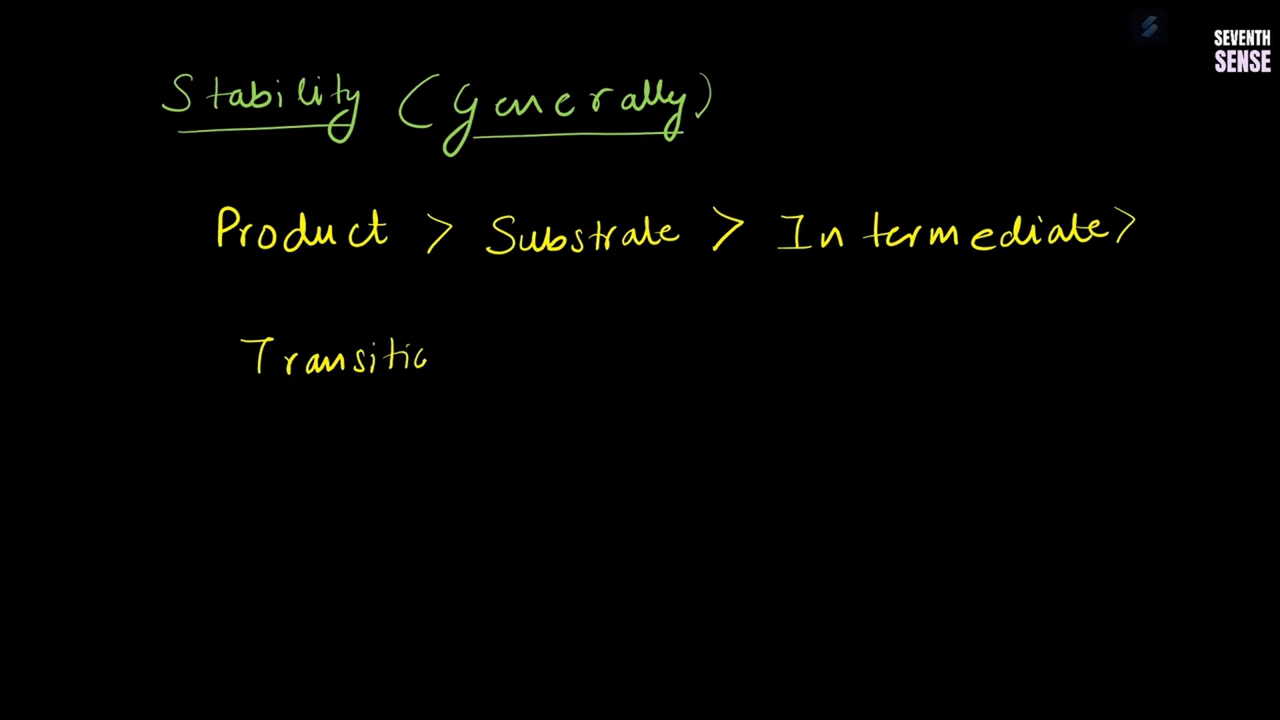 SEVENTH
SENSE
Stability (Generally)
Product > Substrate > Intermediate >
Transitio